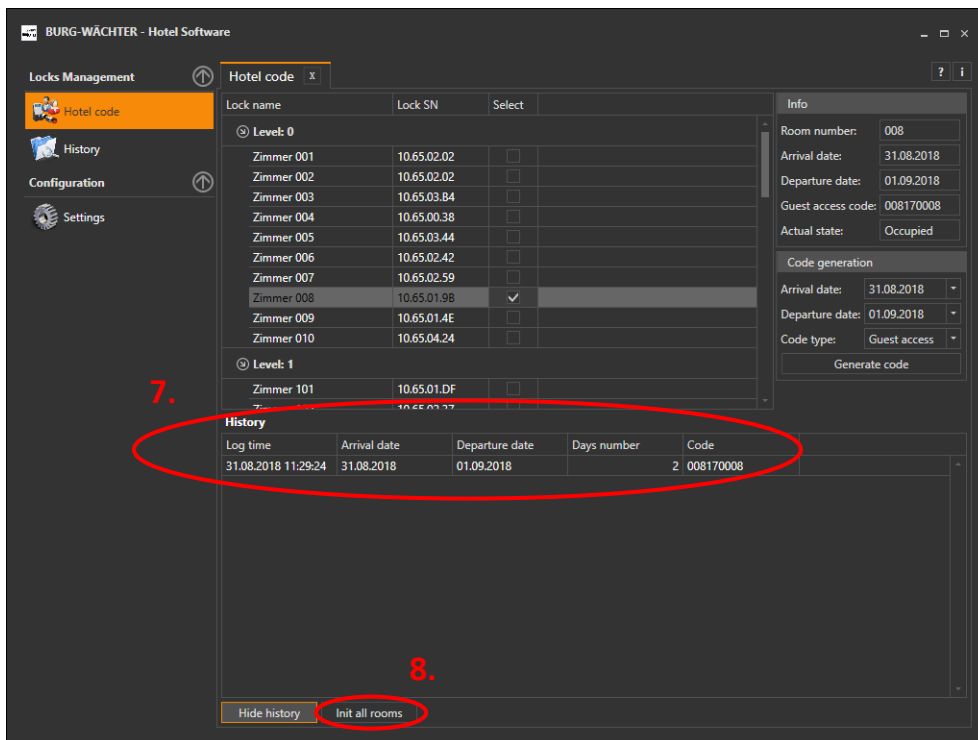 BURG-WÄCHTER - Hotel Software
Locks Management
Hotel code
History
Configuration
Settings
Hotel code x
? i
Lock name Lock SN Select
Level: 0
Zimmer 001 10.65.02.02
Zimmer 002 10.65.02.02
Zimmer 003 10.65.03.B4
Zimmer 004 10.65.00.38
Zimmer 005 10.65.03.44
Zimmer 006 10.65.02.42
Zimmer 007 10.65.02.59
Zimmer 008 10.65.01.9B
Zimmer 009 10.65.01.4E
Zimmer 010 10.65.04.24
Level: 1
Zimmer 101 10.65.01.DF
Info
Room number: 008
Arrival date: 31.08.2018
Departure date: 01.09.2018
Guest access code: 008170008
Actual state: Occupied
Code generation
Arrival date: 31.08.2018
Departure date: 01.09.2018
Code type: Guest access
Generate code
7.
History
Log time Arrival date Departure date Days number Code
31.08.2018 11:29:24 31.08.2018 01.09.2018 2 008170008
8.
Hide history Init all rooms